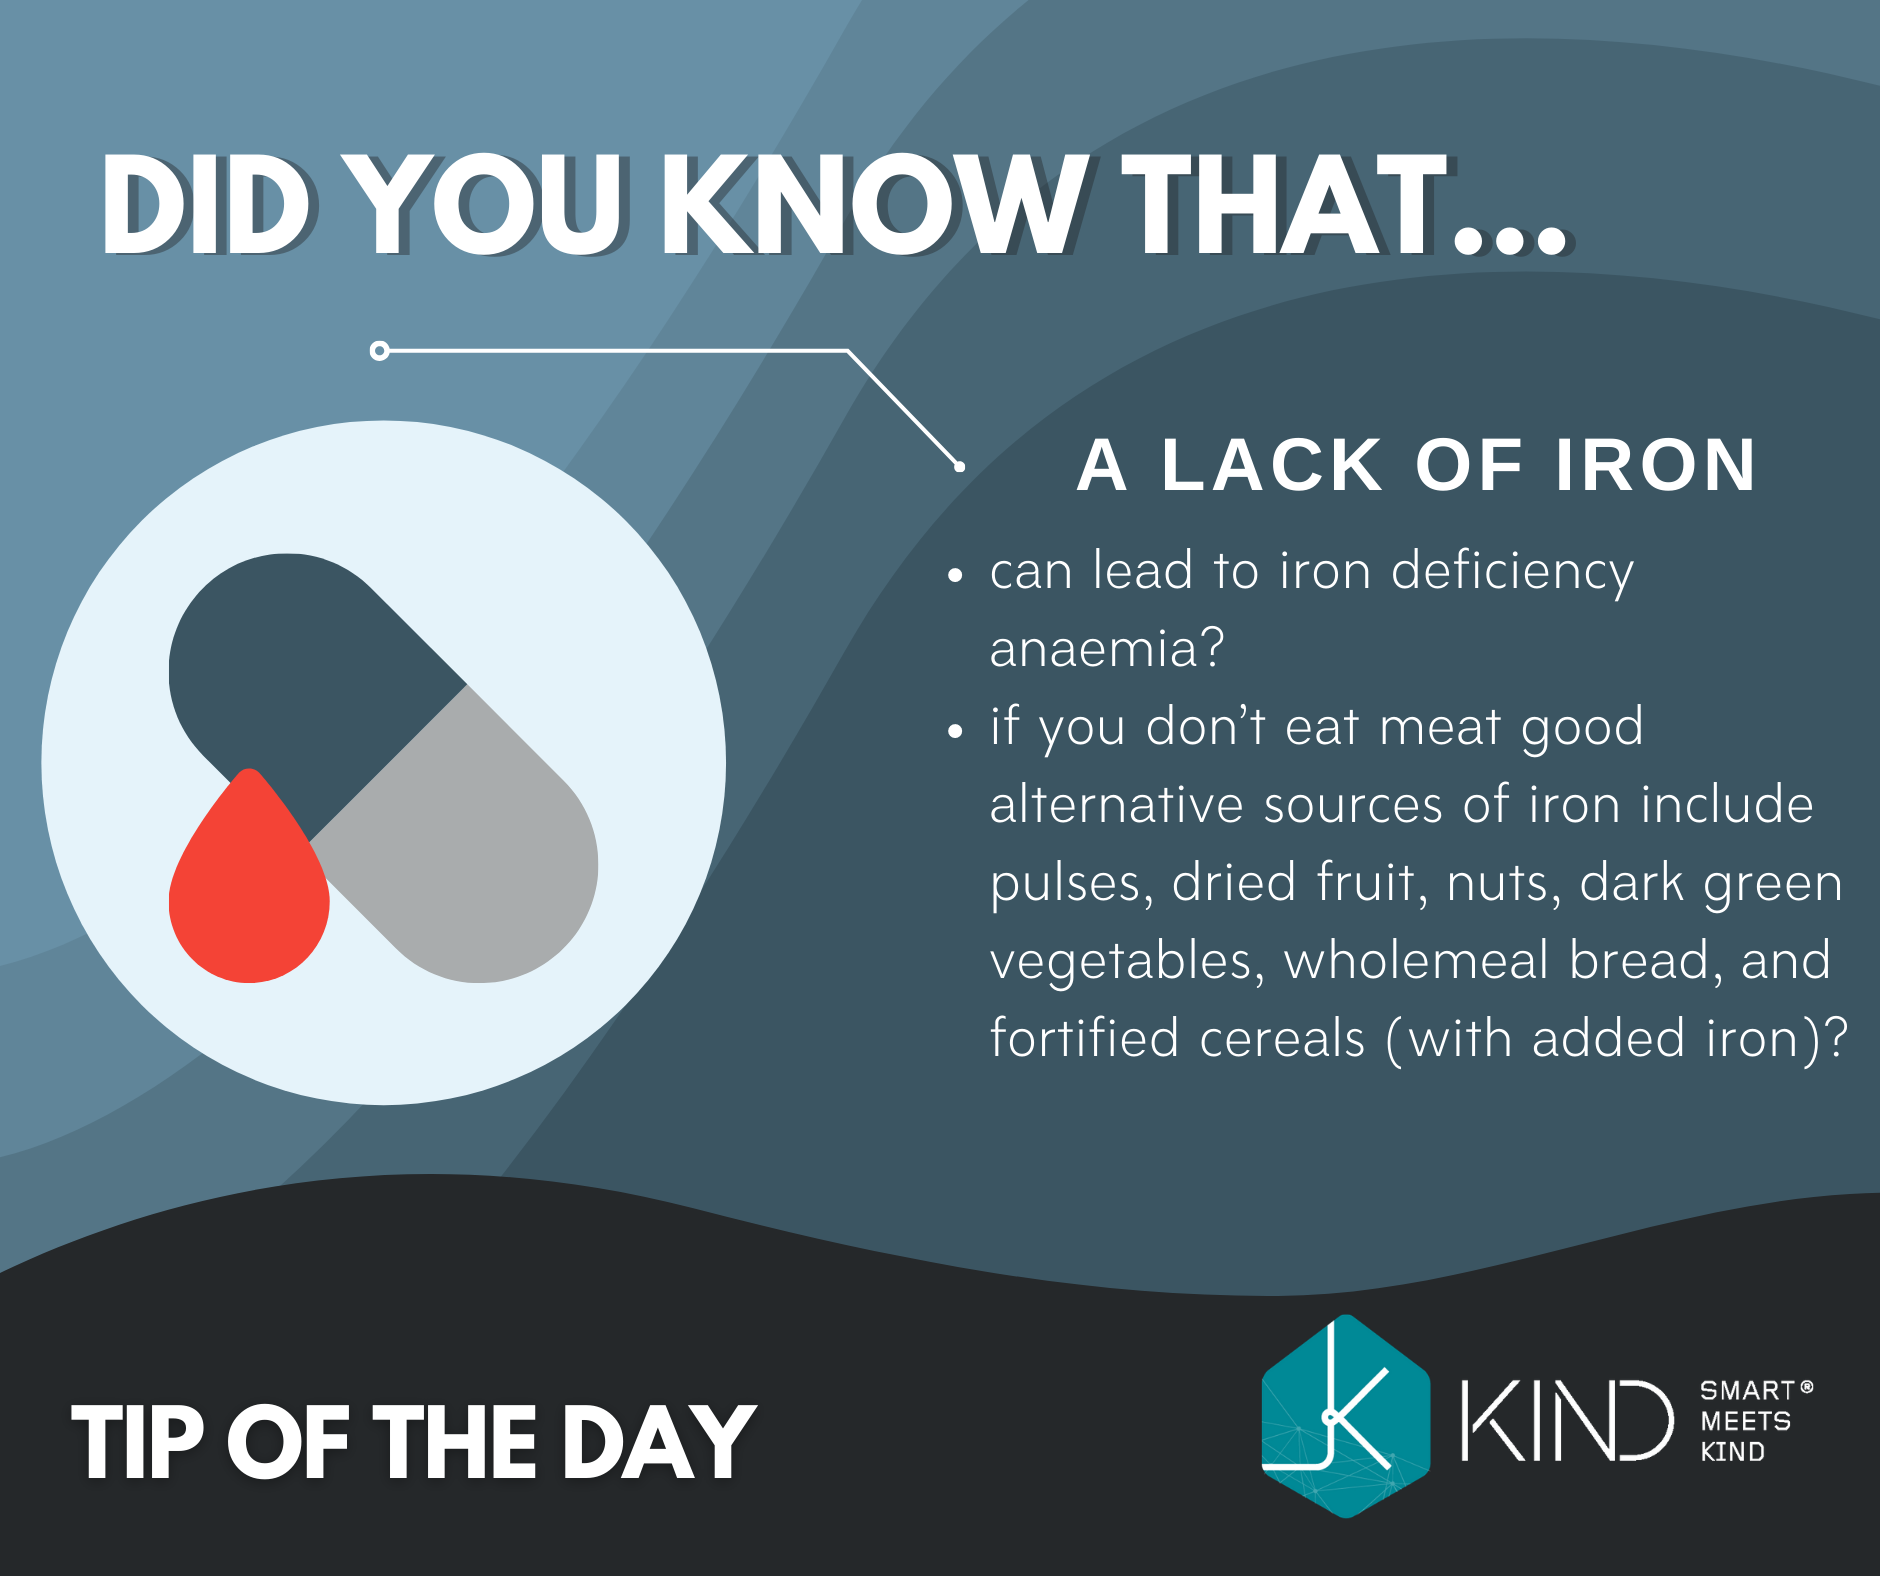 DID YOU KNOW THAT...
A LACK OF IRON
• can lead to iron deficiency
anaemia?
• if you don’t eat meat good
alternative sources of iron include
pulses, dried fruit, nuts, dark green
vegetables, wholemeal bread, and
fortified cereals (with added iron)?
TIP OF THE DAY
K
KIND
SMART®
MEETS
KIND